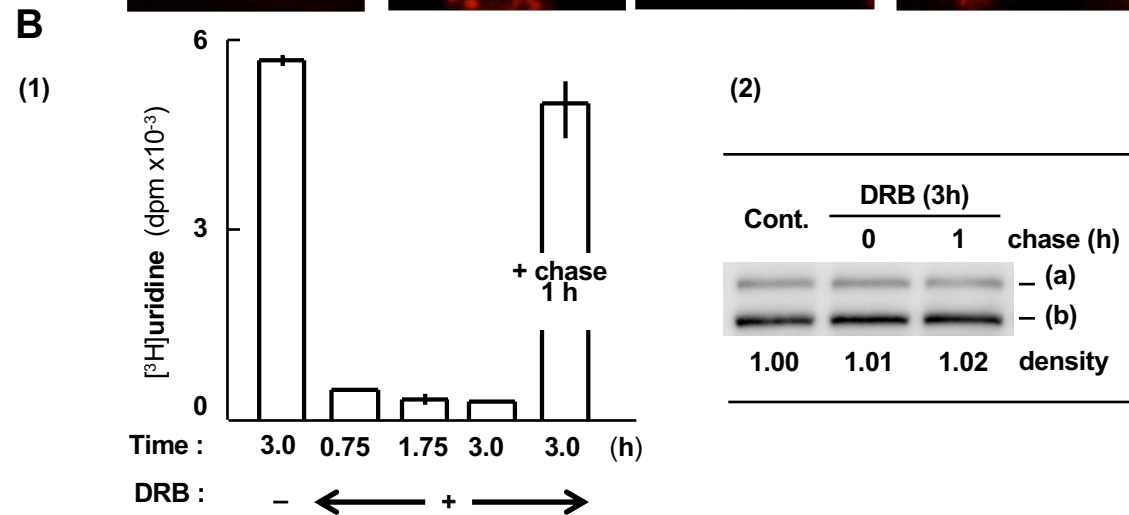 B
(1)
6
3
0
[³H]uridine (dpm x10⁻³)
+ chase
1 h
Time : 3.0 0.75 1.75 3.0 3.0 (h)
DRB : – +
(2)
DRB (3h)
Cont.
0 1 chase (h)
– (a)
– (b)
1.00 1.01 1.02 density